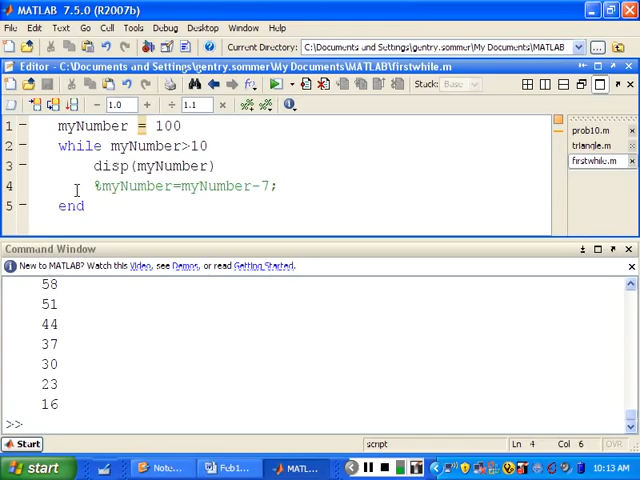 MATLAB 7.5.0 (R2007b)
File Edit Text Go Cell Tools Debug Desktop Window Help
Current Directory: C:\Documents and Settings\gentry.sommer\My Documents\MATLAB
Editor - C:\Documents and Settings\gentry.sommer\My Documents\MATLAB\firstwhile.m
Stack: Base
1.0 1.1
1 myNumber = 100
2 while myNumber>10
3 disp(myNumber)
4 %myNumber=myNumber-7;
5 end
prob10.m
triangle.m
firstwhile.m
Command Window
New to MATLAB? Watch this Video, see Demos, or read Getting Started.
58
51
44
37
30
23
16
>>
Start
script
Ln 4 Col 6 OVR
start
Note...
Feb1...
MATL...
10:13 AM